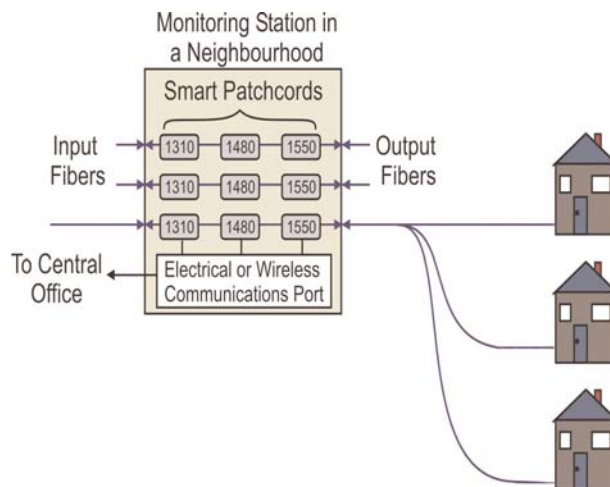 Monitoring Station in
a Neighbourhood
Smart Patchcords
Input
Fibers
1310 1480 1550
Output
Fibers
1310 1480 1550
1310 1480 1550
To Central
Office
Electrical or Wireless
Communications Port